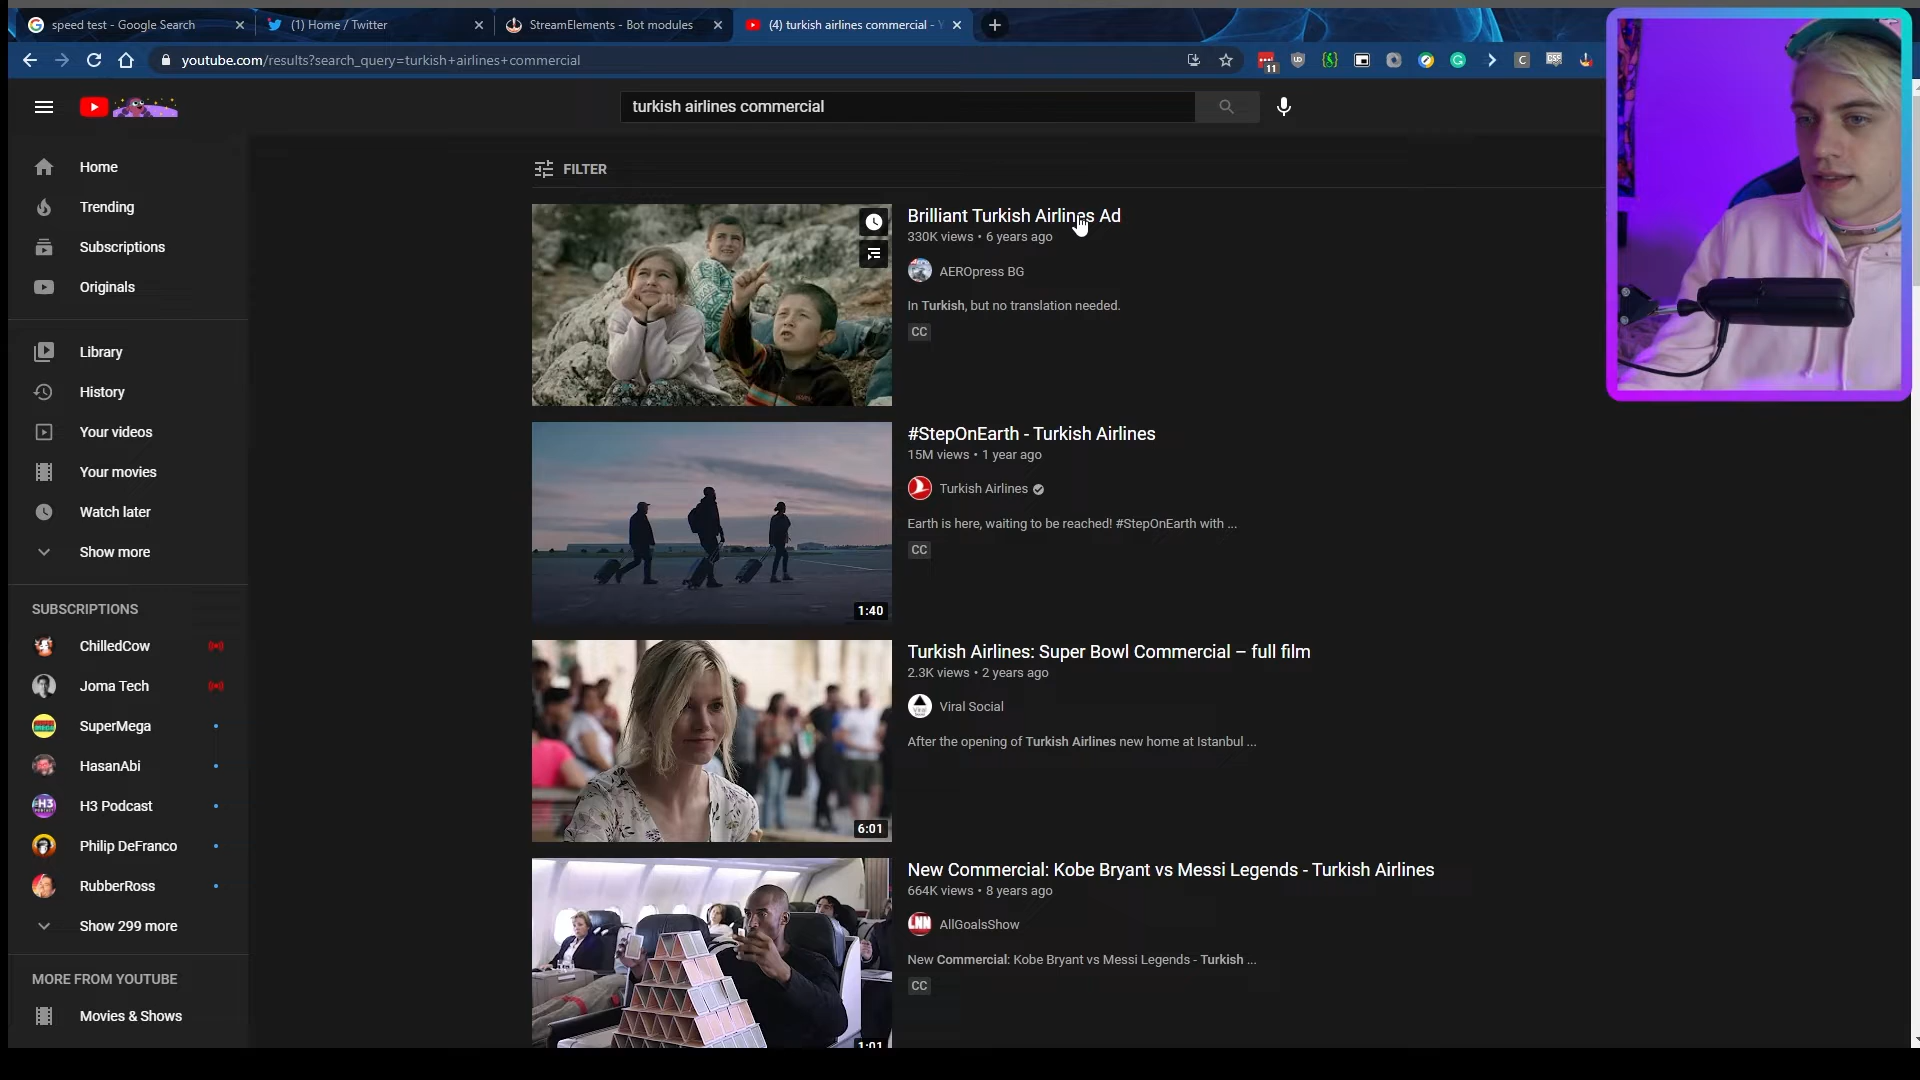 speed test - Google Search
(1) Home / Twitter
StreamElements - Bot modules
(4) turkish airlines commercial -
youtube.com/results?search_query=turkish+airlines+commercial
11
turkish airlines commercial
Home
Trending
Subscriptions
Originals
Library
History
Your videos
Your movies
Watch later
Show more
SUBSCRIPTIONS
ChilledCow
Joma Tech
SuperMega
HasanAbi
H3 Podcast
Philip DeFranco
RubberRoss
Show 299 more
MORE FROM YOUTUBE
Movies & Shows
FILTER
Brilliant Turkish Airlines Ad
330K views • 6 years ago
AEROpress BG
In Turkish, but no translation needed.
CC
#StepOnEarth - Turkish Airlines
15M views • 1 year ago
Turkish Airlines
Earth is here, waiting to be reached! #StepOnEarth with ...
CC
1:40
Turkish Airlines: Super Bowl Commercial – full film
2.3K views • 2 years ago
Viral Social
After the opening of Turkish Airlines new home at Istanbul ...
6:01
New Commercial: Kobe Bryant vs Messi Legends - Turkish Airlines
664K views • 8 years ago
AllGoalsShow
New Commercial: Kobe Bryant vs Messi Legends - Turkish ...
CC
1:01